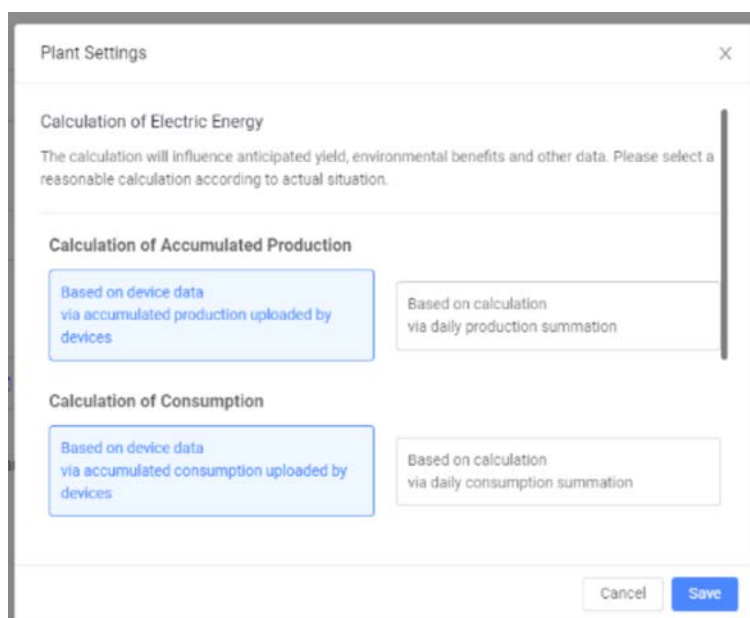 Plant Settings
Calculation of Electric Energy
The calculation will influence anticipated yield, environmental benefits and other data. Please select a
reasonable calculation according to actual situation.
Calculation of Accumulated Production
Based on device data
via accumulated production uploaded by
devices
Based on calculation
via daily production summation
Calculation of Consumption
Based on device data
via accumulated consumption uploaded by
devices
Based on calculation
via daily consumption summation
Cancel
Save